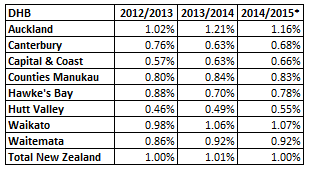 DHB 2012/2013 2013/2014 2014/2015*
Auckland 1.02% 1.21% 1.16%
Canterbury 0.76% 0.63% 0.68%
Capital & Coast 0.57% 0.63% 0.66%
Counties Manukau 0.80% 0.84% 0.83%
Hawke's Bay 0.88% 0.70% 0.78%
Hutt Valley 0.46% 0.49% 0.55%
Waikato 0.98% 1.06% 1.07%
Waitemata 0.86% 0.92% 0.92%
Total New Zealand 1.00% 1.01% 1.00%